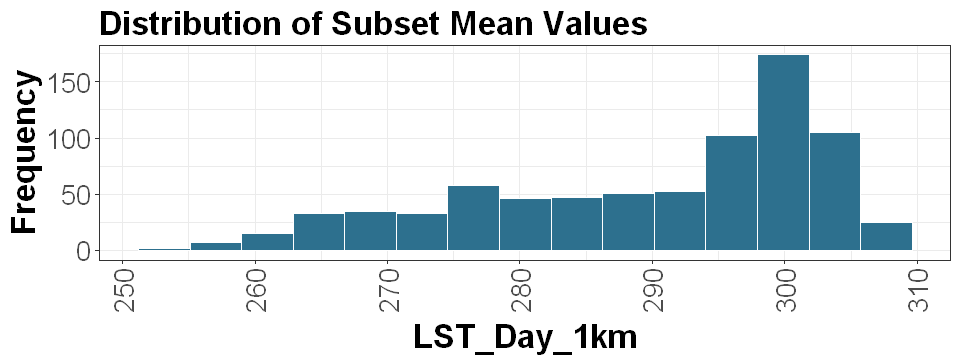 Distribution of Subset Mean Values
Frequency
150
100
50
0
250 260 270 280 290 300 310
LST_Day_1km